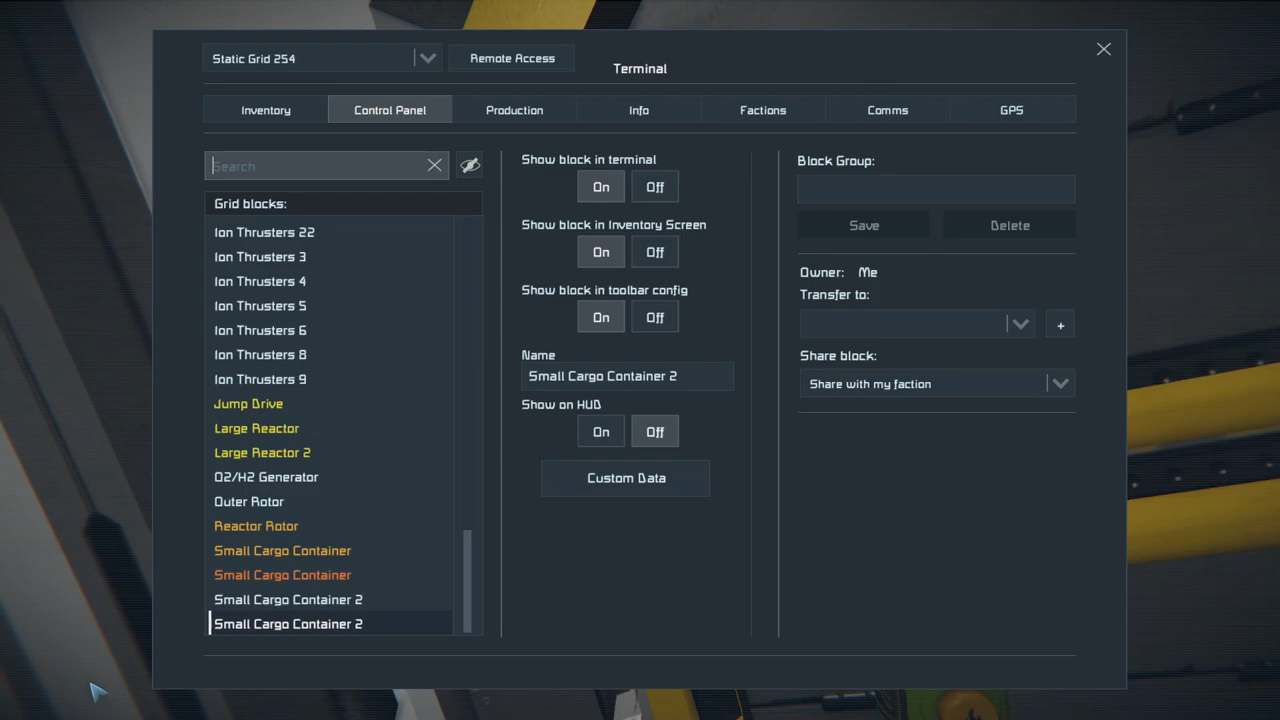 Static Grid 254
Remote Access
Terminal
Inventory
Control Panel
Production
Info
Factions
Comms
GPS
Search
Grid blocks:
Ion Thrusters 22
Ion Thrusters 3
Ion Thrusters 4
Ion Thrusters 5
Ion Thrusters 6
Ion Thrusters 8
Ion Thrusters 9
Jump Drive
Large Reactor
Large Reactor 2
O2/H2 Generator
Outer Rotor
Reactor Rotor
Small Cargo Container
Small Cargo Container
Small Cargo Container 2
Small Cargo Container 2
Show block in terminal
On Off
Show block in Inventory Screen
On Off
Show block in toolbar config
On Off
Name
Small Cargo Container 2
Show on HUD
On Off
Custom Data
Block Group:
Save Delete
Owner: Me
Transfer to:
+
Share block:
Share with my faction